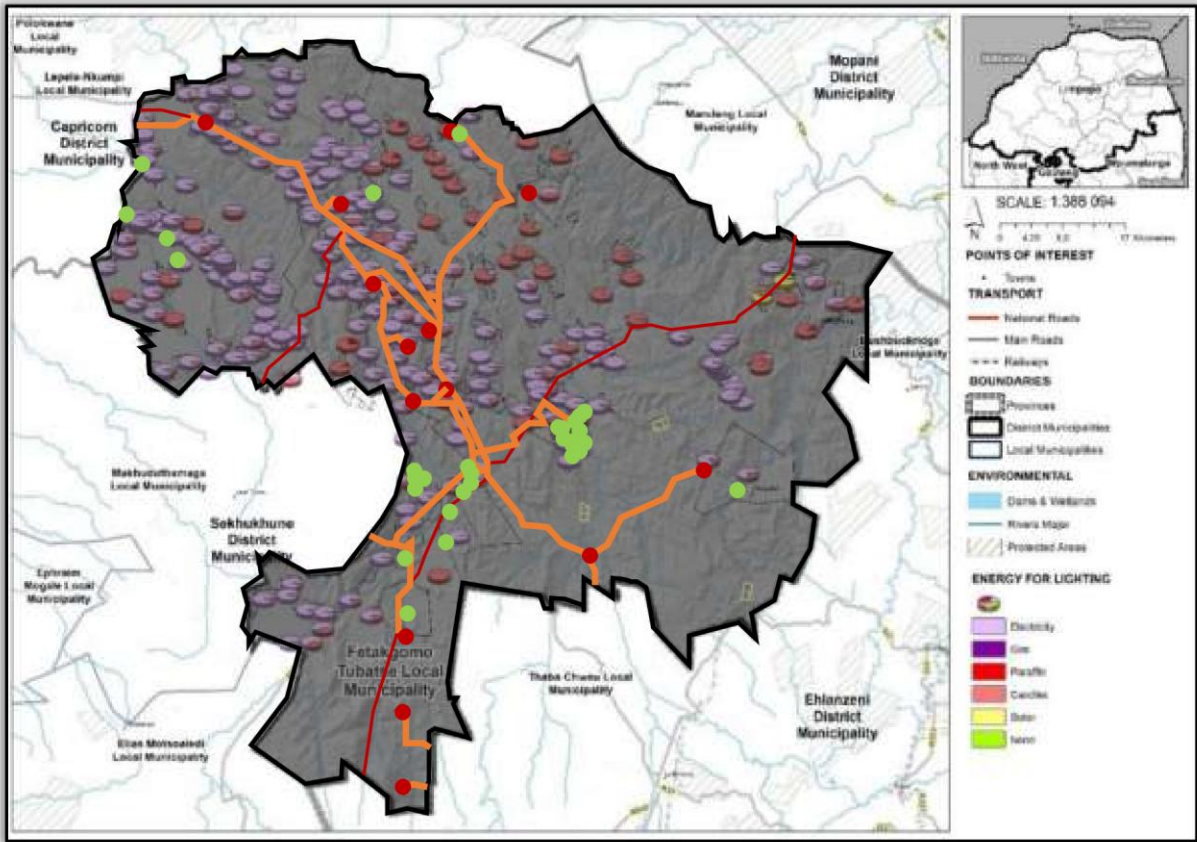 Polokwane
Local
Municipality
Lepele-Nkumpi
Local Municipality
Capricorn
District
Municipality
Mopani
District
Municipality
Local
Municipality
Local Municipality
Makhuduthamaga
Local Municipality
Sekhukhune
District
Municipality
Ephraim
Mogale Local
Municipality
Fetakgomo
Tubatse Local
Municipality
Thaba Chweu Local
Municipality
Ehlanzeni
District
Municipality
Elias Motsoaledi
Local Municipality
Limpopo
North West
Gauteng
Mpumalanga
SCALE: 1:388 094
N
0
17 Kilometers
POINTS OF INTEREST
Towns
TRANSPORT
National Roads
Main Roads
Railways
BOUNDARIES
Provinces
District Municipalities
Local Municipalities
ENVIRONMENTAL
Dams & Wetlands
Rivers Major
Protected Areas
ENERGY FOR LIGHTING
Electricity
Gas
Paraffin
Candles
Solar
None